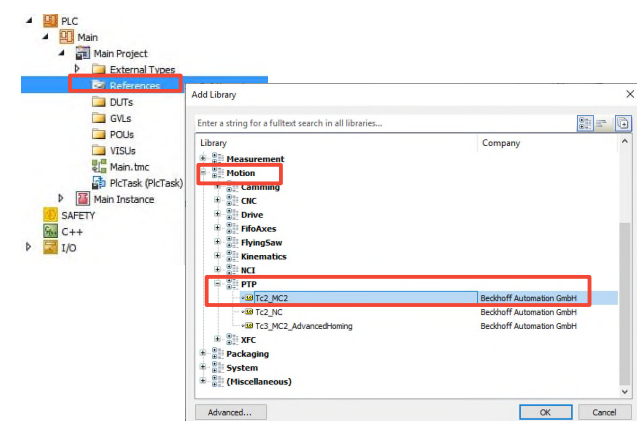 PLC
Main
Main Project
External Types
References
DUTs
GVLs
POUs
VISUs
Main.tmc
PlcTask (PlcTask)
Main Instance
SAFETY
C++
I/O
Add Library
Enter a string for a fulltext search in all libraries...
Library Company
Measurement
Motion
Camming
CNC
Drive
FifoAxes
FlyingSaw
Kinematics
NCI
PTP
Tc2_MC2 Beckhoff Automation GmbH
Tc2_NC Beckhoff Automation GmbH
Tc3_MC2_AdvancedHoming Beckhoff Automation GmbH
XFC
Packaging
System
(Miscellaneous)
Advanced... OK Cancel